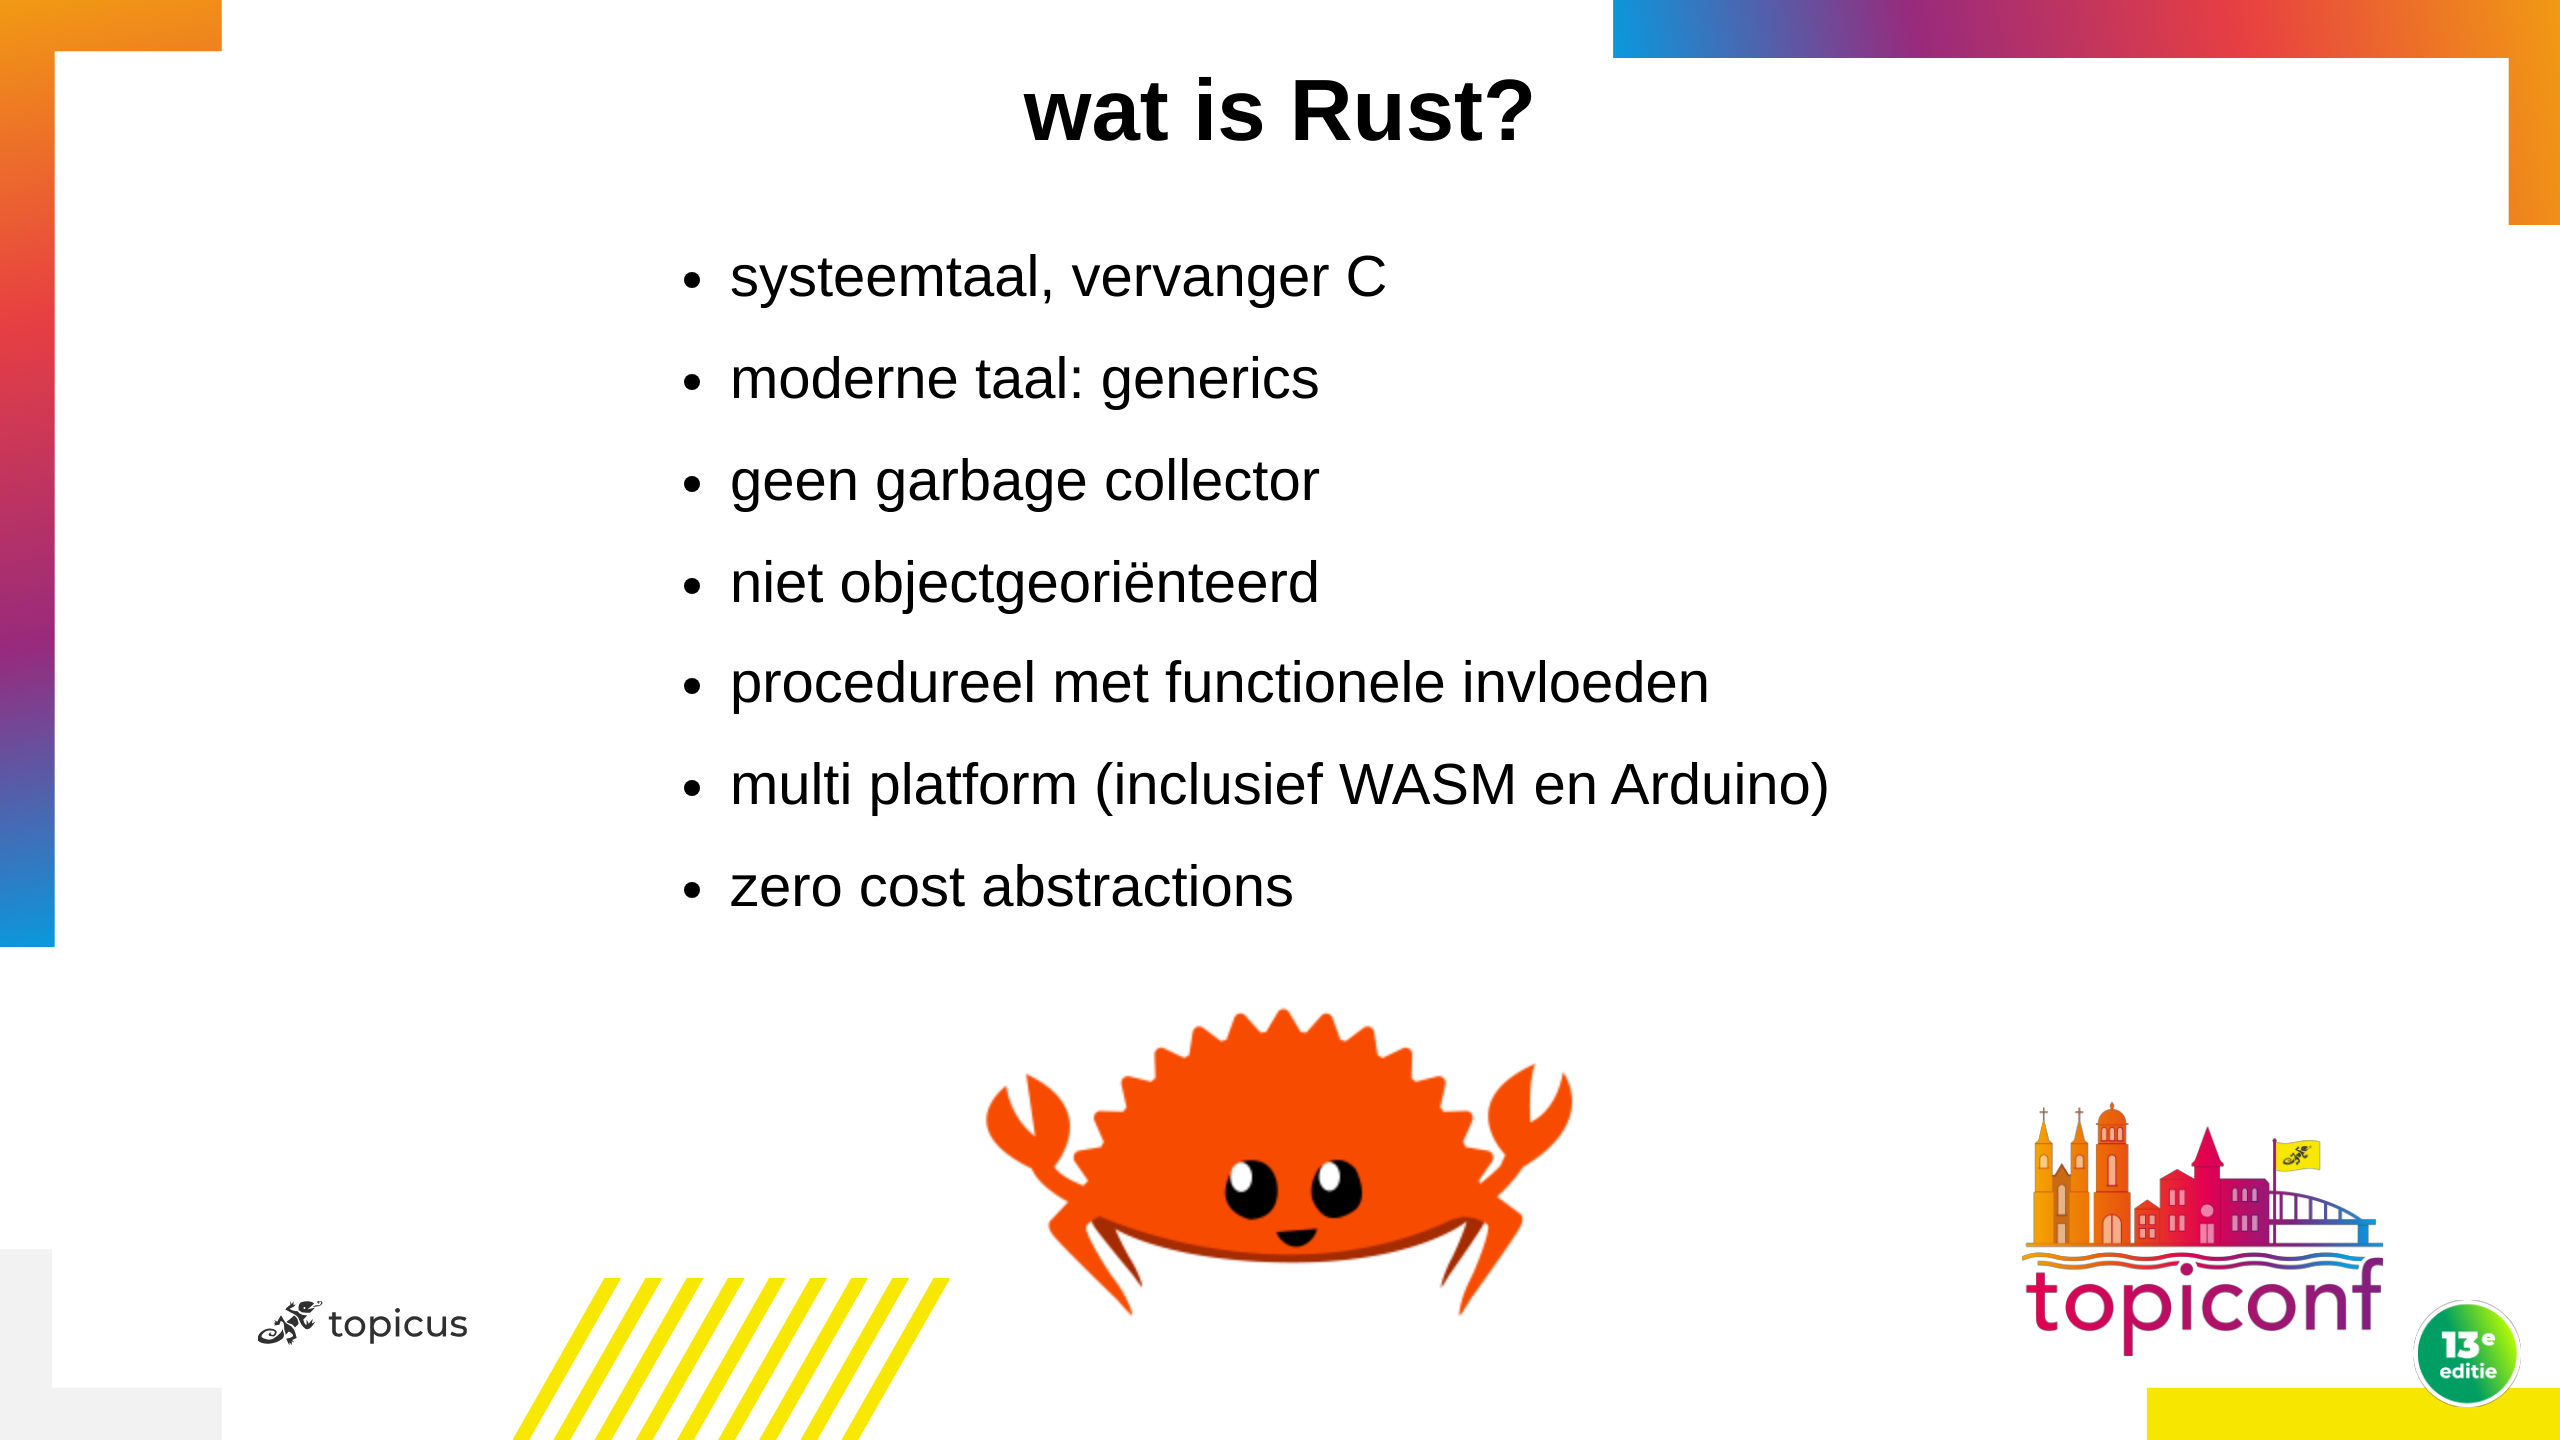 wat is Rust?
• systeemtaal, vervanger C
• moderne taal: generics
• geen garbage collector
• niet objectgeoriënteerd
• procedureel met functionele invloeden
• multi platform (inclusief WASM en Arduino)
• zero cost abstractions
topicus
topiconf
13e
editie